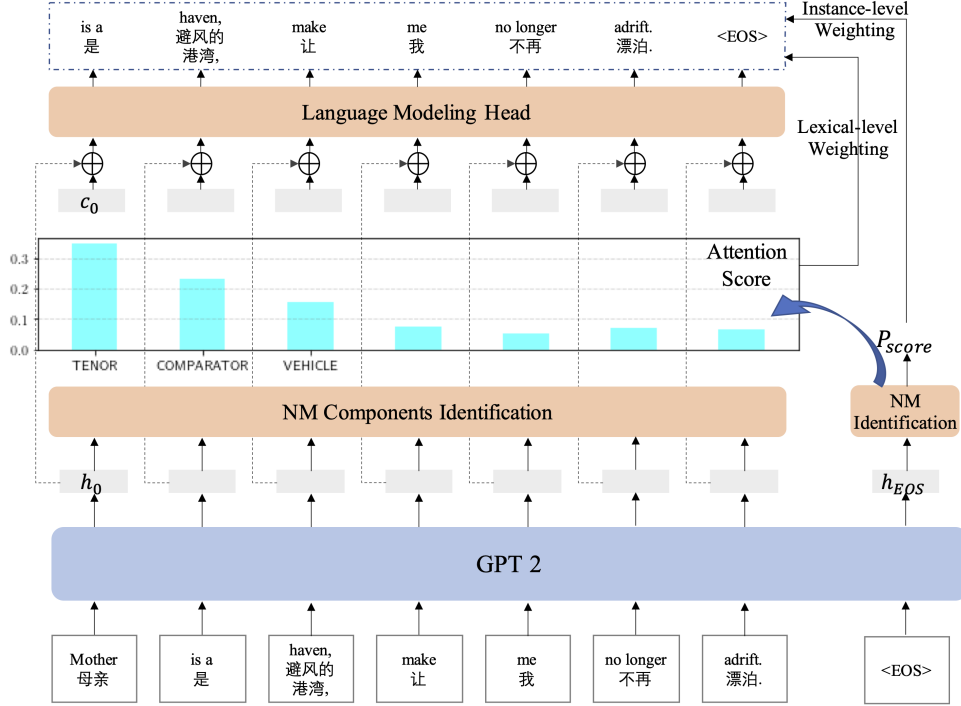 is a
是
haven,
避风的
港湾,
make
让
me
我
no longer
不再
adrift.
漂泊.
<EOS>
Instance-level
Weighting
Language Modeling Head
Lexical-level
Weighting
c0
Attention
Score
0.3
0.2
0.1
0.0
TENOR
COMPARATOR
VEHICLE
Pscore
NM Components Identification
NM
Identification
h0
hEOS
GPT 2
Mother
母亲
is a
是
haven,
避风的
港湾,
make
让
me
我
no longer
不再
adrift.
漂泊.
<EOS>